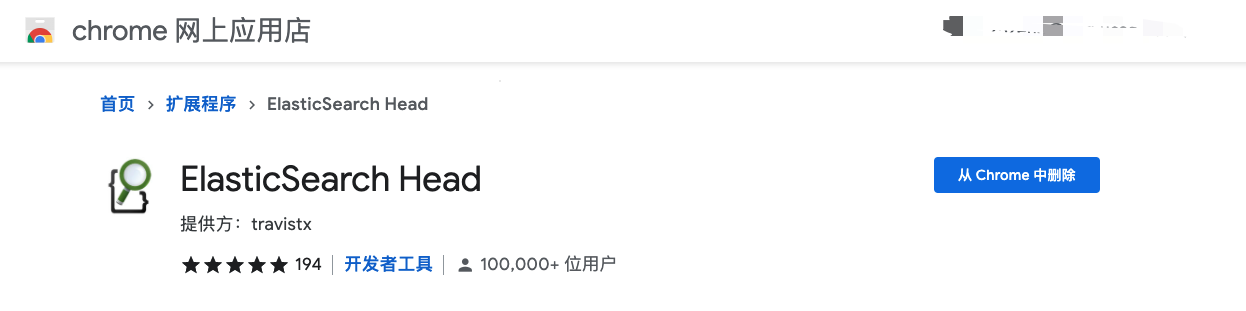 chrome 网上应用店
首页 › 扩展程序 › ElasticSearch Head
ElasticSearch Head
从 Chrome 中删除
提供方：travistx
194 开发者工具 100,000+ 位用户